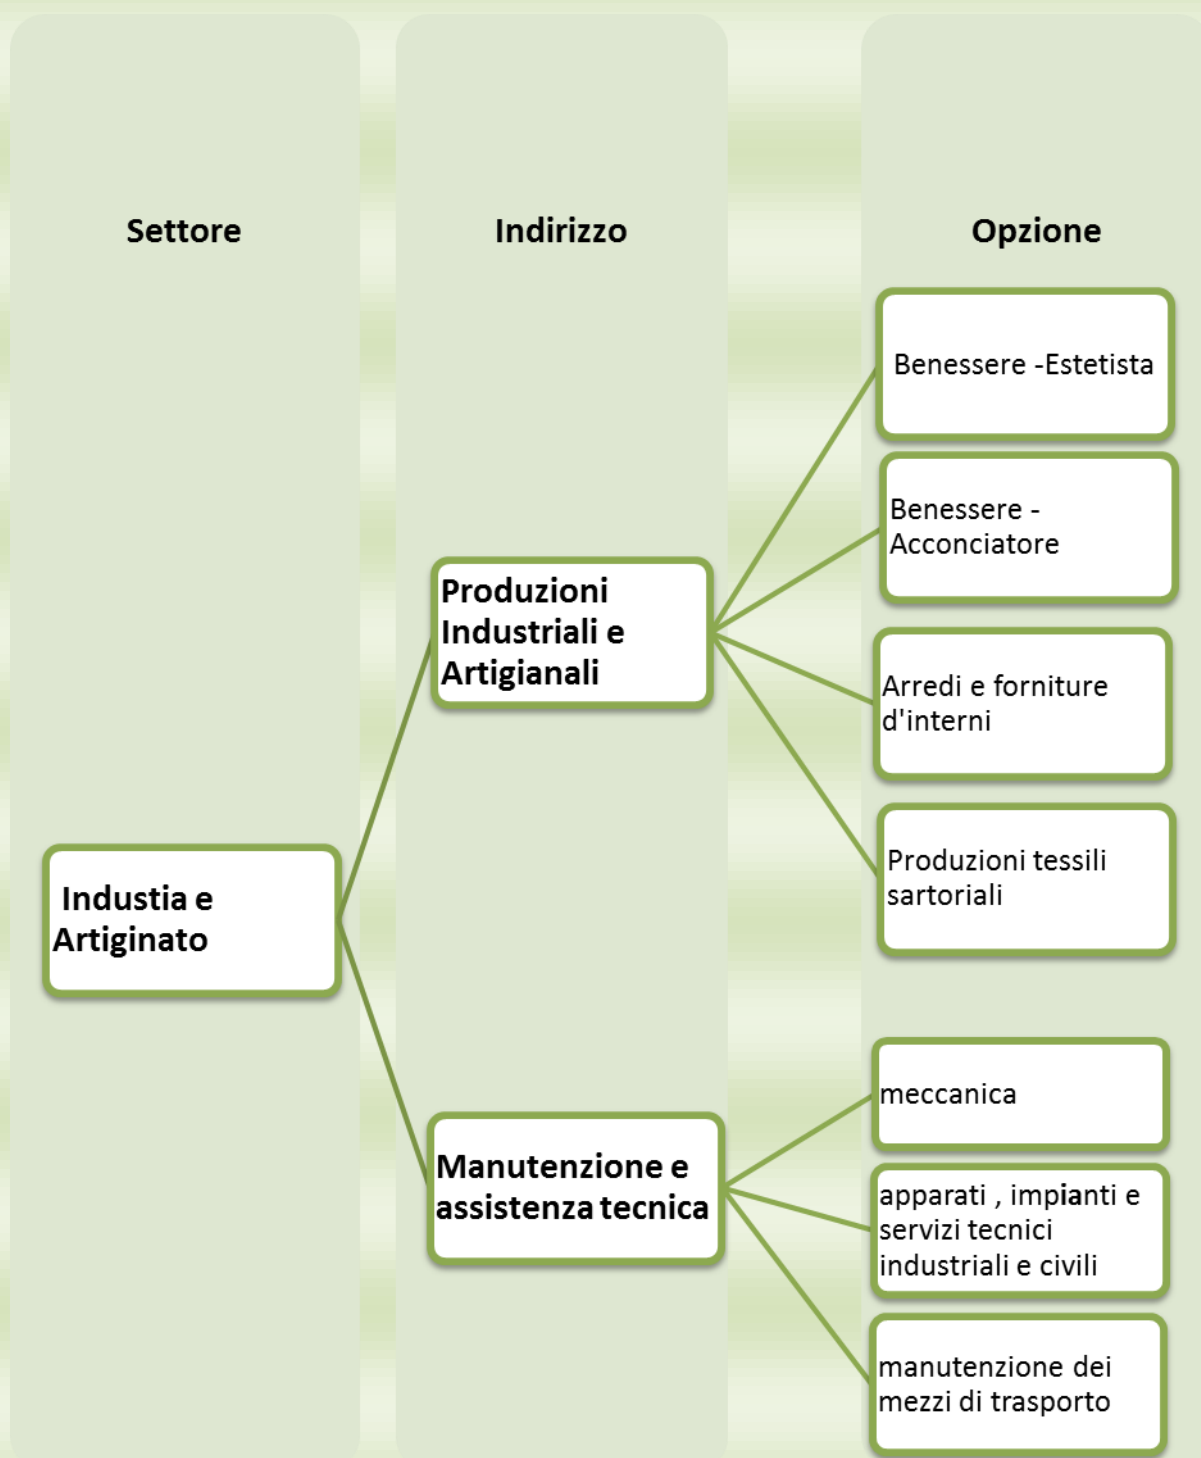 Settore
Indirizzo
Opzione
Benessere -Estetista
Benessere -
Acconciatore
Produzioni
Industriali e
Artigianali
Arredi e forniture
d'interni
Produzioni tessili
sartoriali
Industia e
Artiginato
meccanica
Manutenzione e
assistenza tecnica
apparati , impianti e
servizi tecnici
industriali e civili
manutenzione dei
mezzi di trasporto